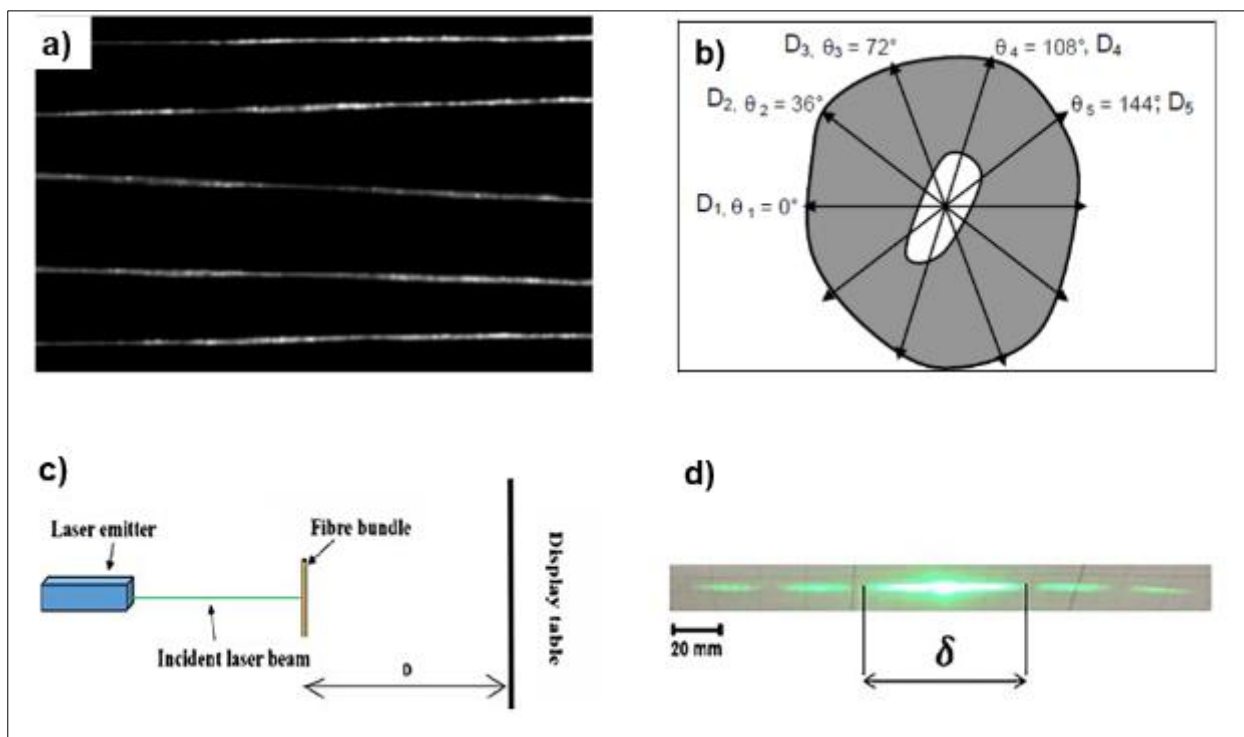 a)
b)
D3, θ3 = 72°
θ4 = 108°, D4
D2, θ2 = 36°
θ5 = 144°, D5
D1, θ1 = 0°
c)
d)
Laser emitter
Fibre bundle
Display table
Incident laser beam
D
20 mm
δ